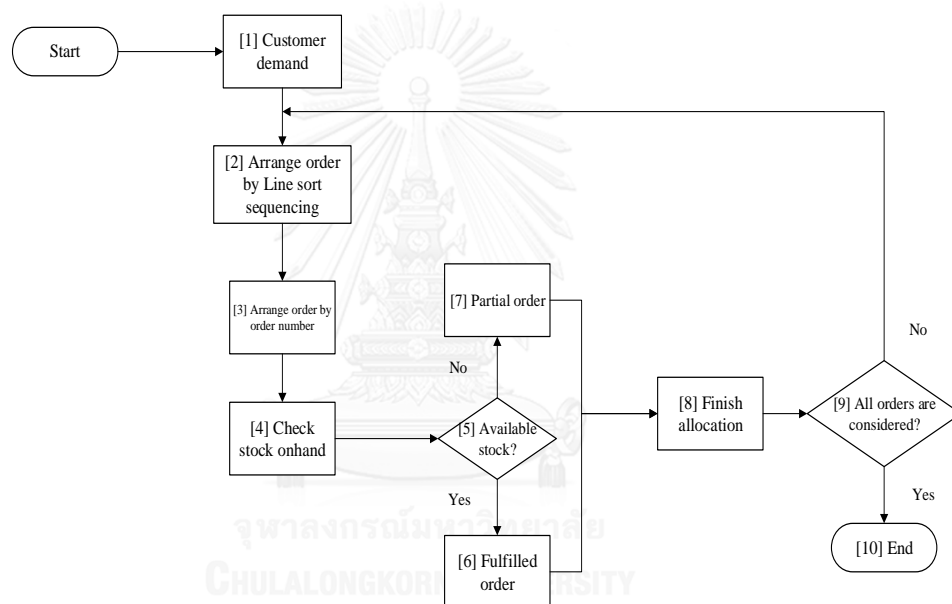 Start
[1] Customer
demand
[2] Arrange order
by Line sort
sequencing
[3] Arrange order by
order number
[4] Check
stock onhand
[5] Available
stock?
No
[7] Partial order
Yes
[6] Fulfilled
order
[8] Finish
allocation
[9] All orders are
considered?
No
Yes
[10] End
จุฬาลงกรณ์มหาวิทยาลัย